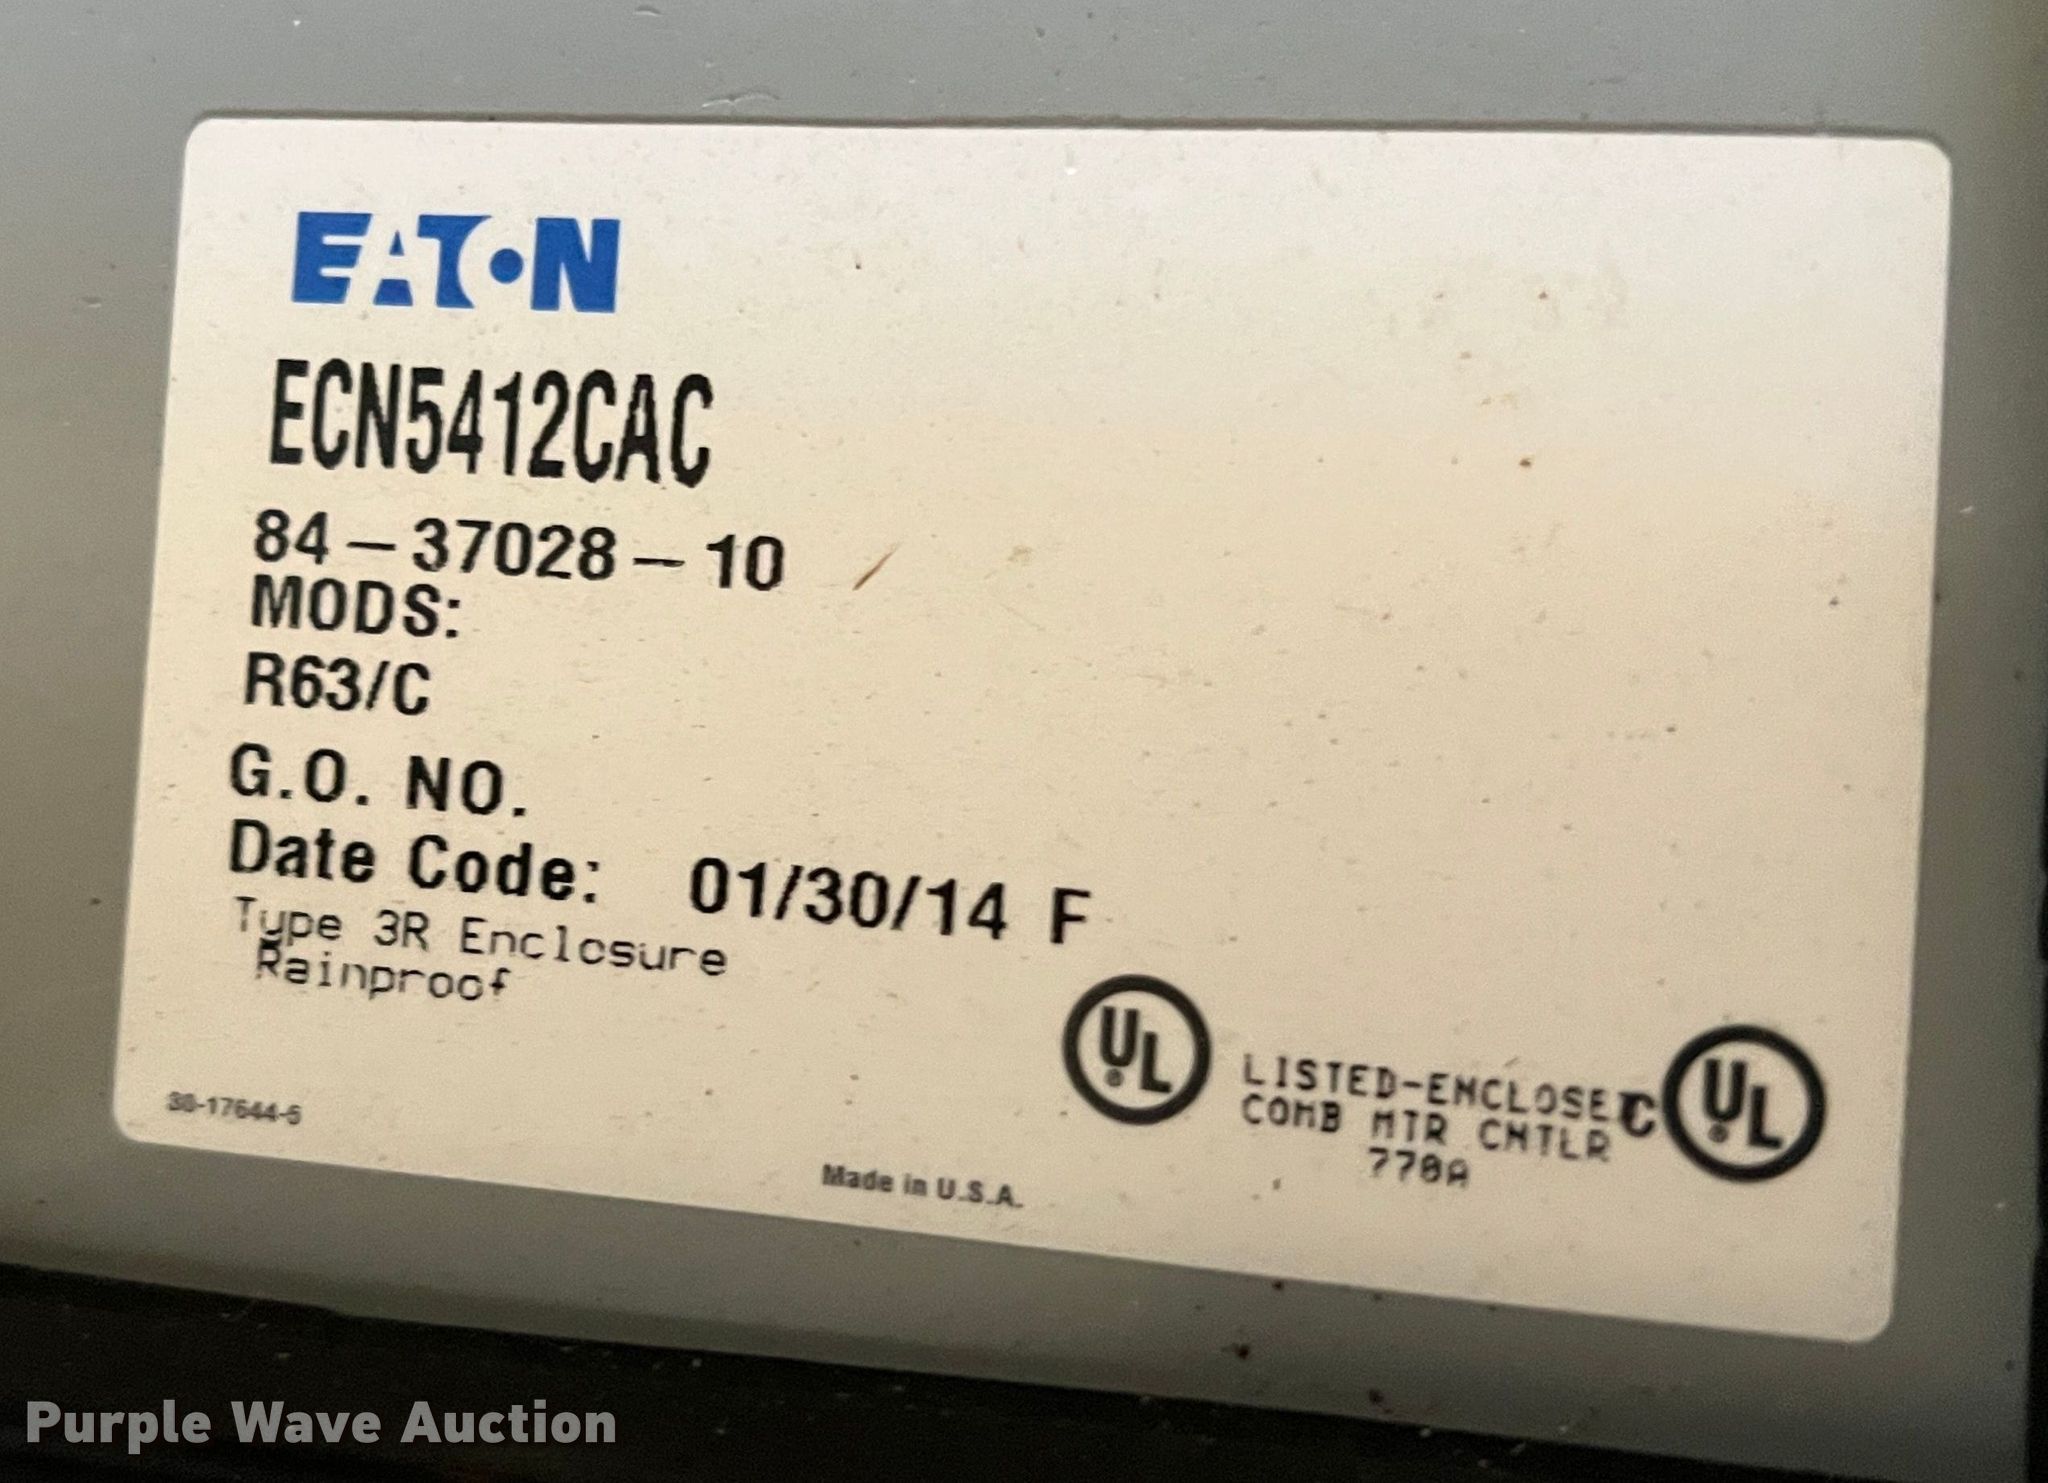 EATON
ECN5412CAC
84-37028-10
MODS:
R63/C
G.O. NO.
Date Code: 01/30/14 F
Type 3R Enclosure
Rainproof
UL
LISTED-ENCLOSED
COMB MTR CNTLR
770A
C UL
30-17644-5
Made in U.S.A.
Purple Wave Auction